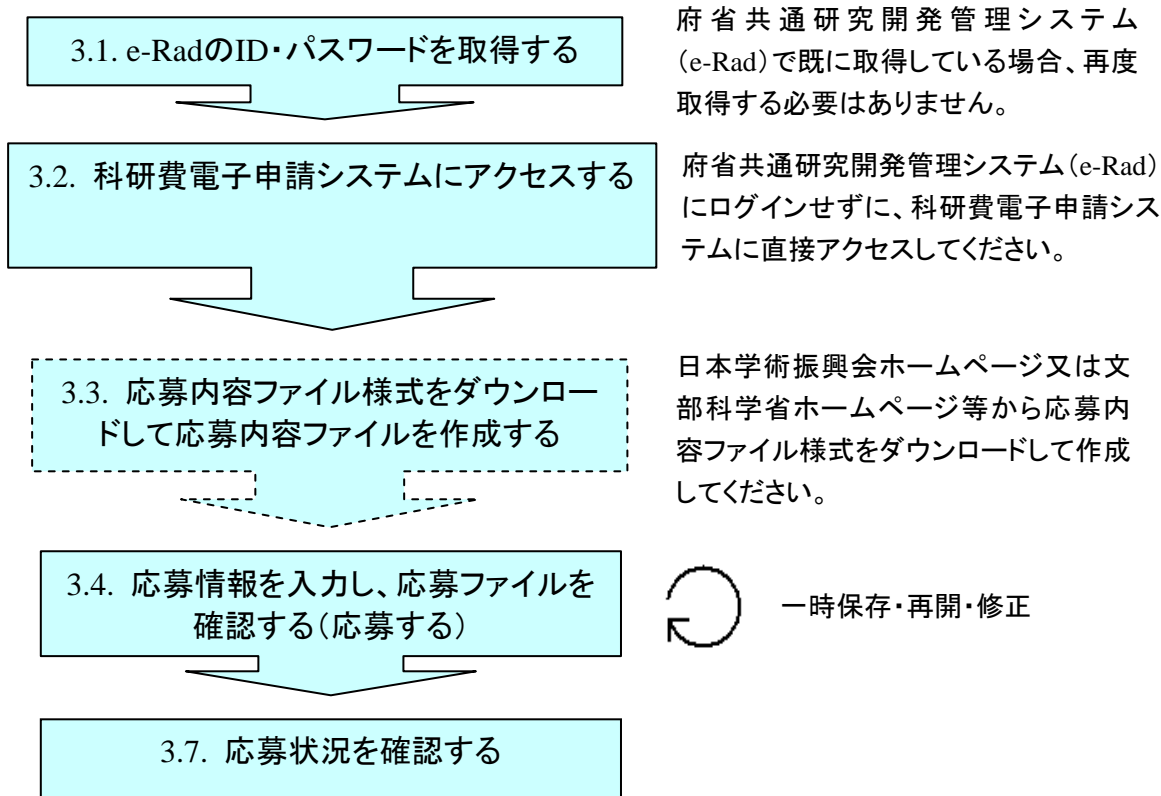 3.1. e-RadのID・パスワードを取得する
府省共通研究開発管理システム
（e-Rad）で既に取得している場合、再度
取得する必要はありません。
3.2. 科研費電子申請システムにアクセスする
府省共通研究開発管理システム（e-Rad）
にログインせずに、科研費電子申請シス
テムに直接アクセスしてください。
3.3. 応募内容ファイル様式をダウンロー
ドして応募内容ファイルを作成する
日本学術振興会ホームページ又は文
部科学省ホームページ等から応募内
容ファイル様式をダウンロードして作成
してください。
3.4. 応募情報を入力し、応募ファイルを
確認する（応募する）
一時保存・再開・修正
3.7. 応募状況を確認する